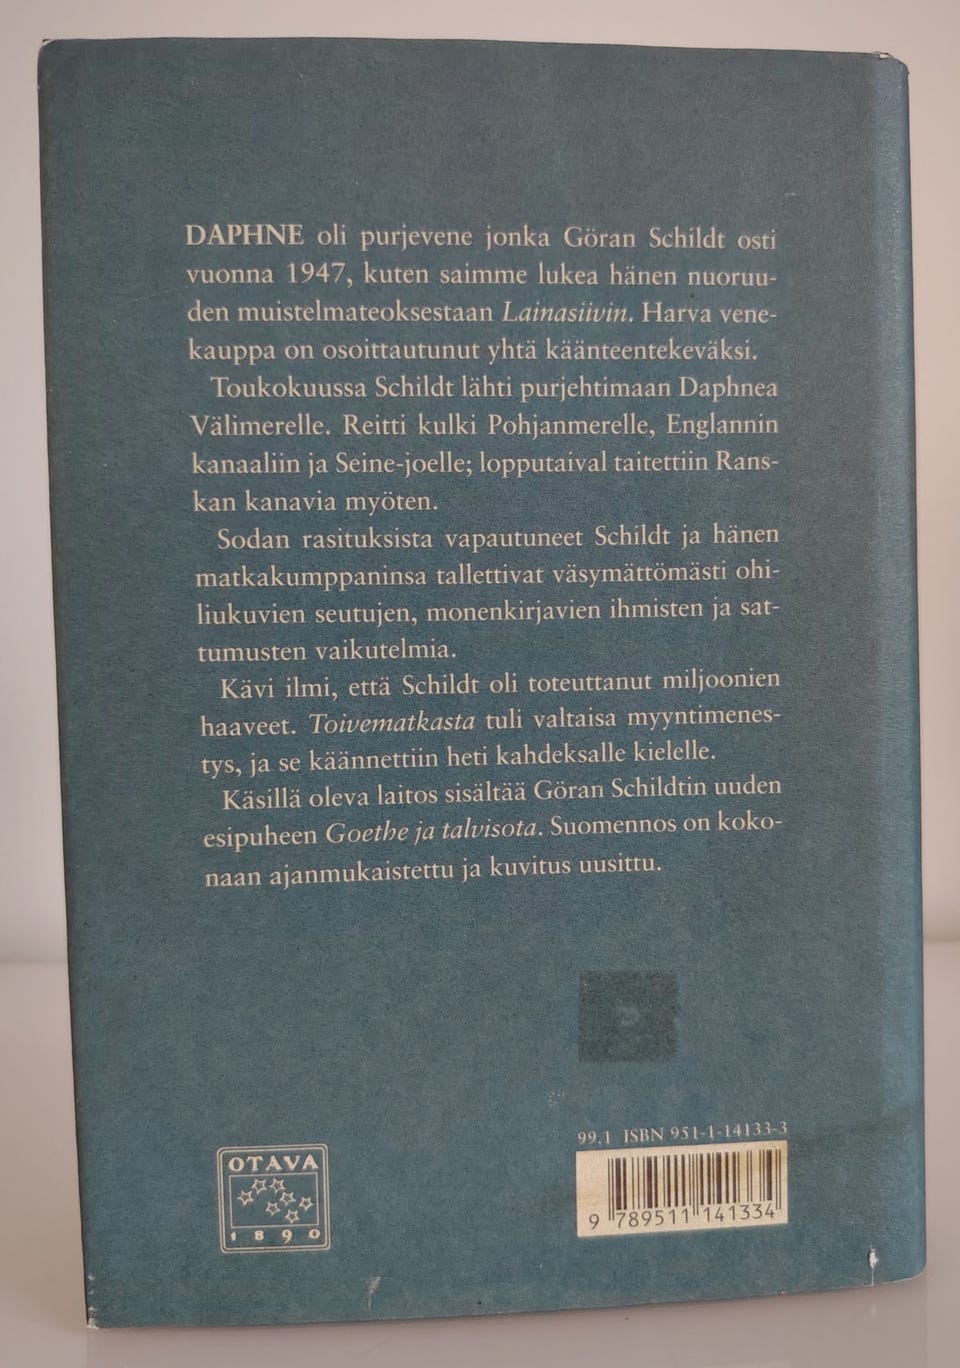 DAPHNE oli purjevene jonka Göran Schildt osti
vuonna 1947, kuten saimme lukea hänen nuoruu-
den muistelmateoksestaan Lainasiivin. Harva vene-
kauppa on osoittautunut yhtä käänteentekeväksi.
Toukokuussa Schildt lähti purjehtimaan Daphnea
Välimerelle. Reitti kulki Pohjanmerelle, Englannin
kanaaliin ja Seine-joelle; lopputaival taitettiin Rans-
kan kanavia myöten.
Sodan rasituksista vapautuneet Schildt ja hänen
matkakumppaninsa tallettivat väsymättömästi ohi-
liukuvien seutujen, monenkirjavien ihmisten ja sat-
tumusten vaikutelmia.
Kävi ilmi, että Schildt oli toteuttanut miljoonien
haaveet. Toivematkasta tuli valtaisa myyntimenes-
tys, ja se käännettiin heti kahdeksalle kielelle.
Käsillä oleva laitos sisältää Göran Schildtin uuden
esipuheen Goethe ja talvisota. Suomennos on koko-
naan ajanmukaistettu ja kuvitus uusittu.
99.1 ISBN 951-1-14133-3
9 789511 141334
OTAVA
1890